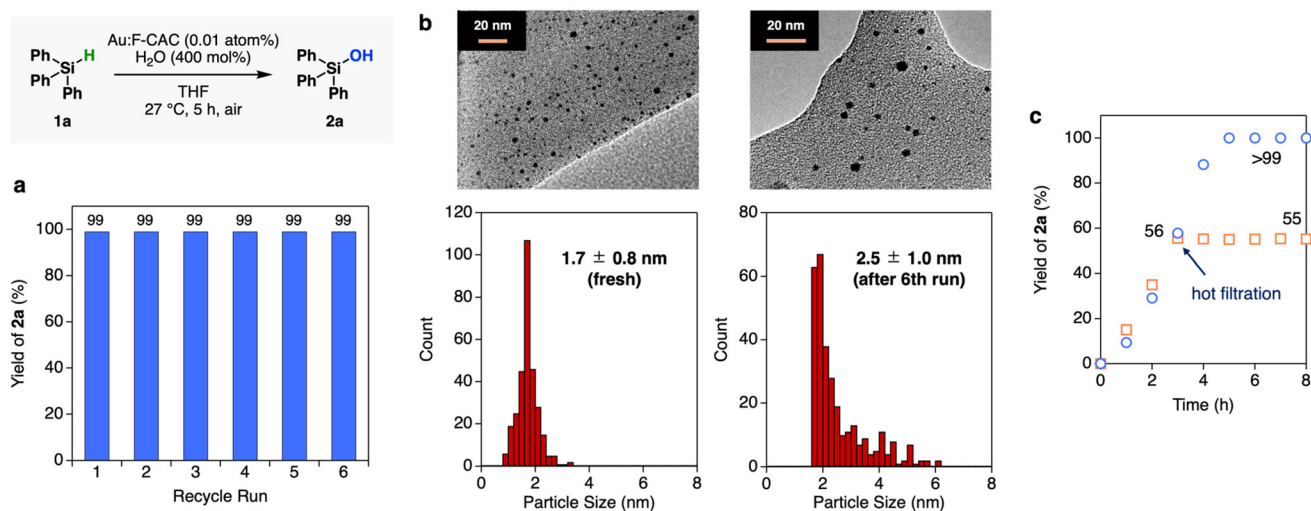 Au:F-CAC (0.01 atom%)
H₂O (400 mol%)
THF
27 °C, 5 h, air
Ph
Ph
Si
H
Ph
1a
Ph
Ph
Si
OH
Ph
2a
a
Yield of 2a (%)
100
80
60
40
20
0
99 99 99 99 99 99
1 2 3 4 5 6
Recycle Run
b
20 nm
20 nm
Count
120
100
80
60
40
20
0
1.7 ± 0.8 nm
(fresh)
0 2 4 6 8
Particle Size (nm)
Count
80
60
40
20
0
2.5 ± 1.0 nm
(after 6th run)
0 2 4 6 8
Particle Size (nm)
c
Yield of 2a (%)
100
80
60
40
20
0
>99
56
55
hot filtration
0 2 4 6 8
Time (h)